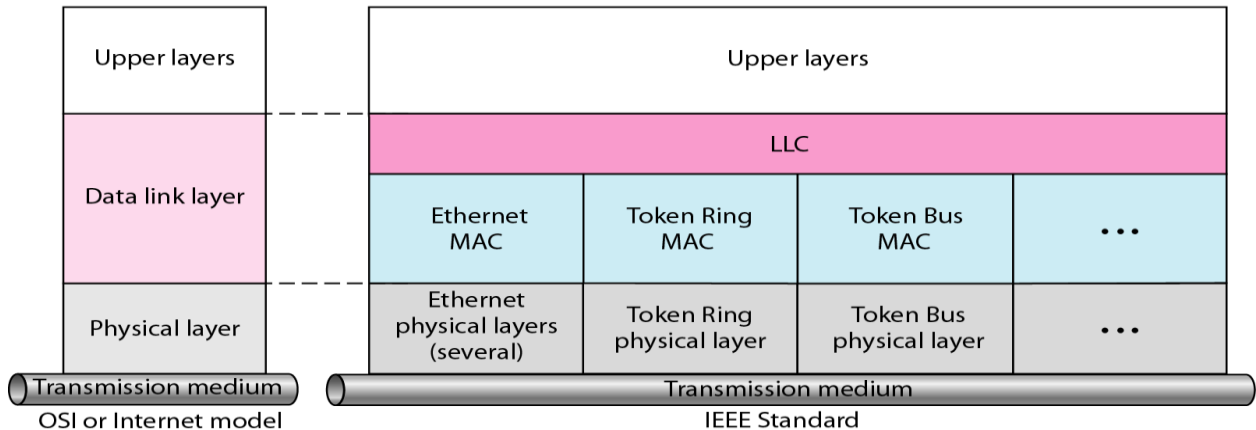 Upper layers
Data link layer
Physical layer
Transmission medium
OSI or Internet model
Upper layers
LLC
Ethernet
MAC
Token Ring
MAC
Token Bus
MAC
•••
Ethernet
physical layers
(several)
Token Ring
physical layer
Token Bus
physical layer
•••
Transmission medium
IEEE Standard